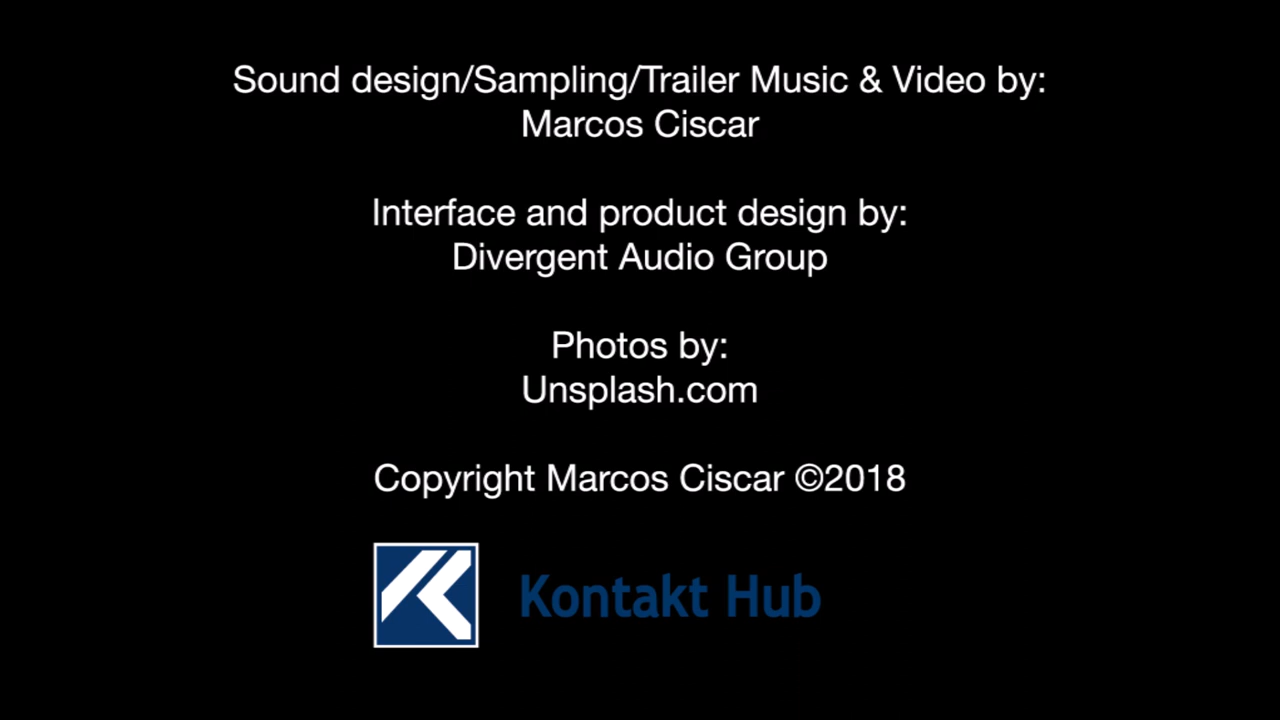 Sound design/Sampling/Trailer Music & Video by:
Marcos Ciscar
Interface and product design by:
Divergent Audio Group
Photos by:
Unsplash.com
Copyright Marcos Ciscar ©2018
Kontakt Hub